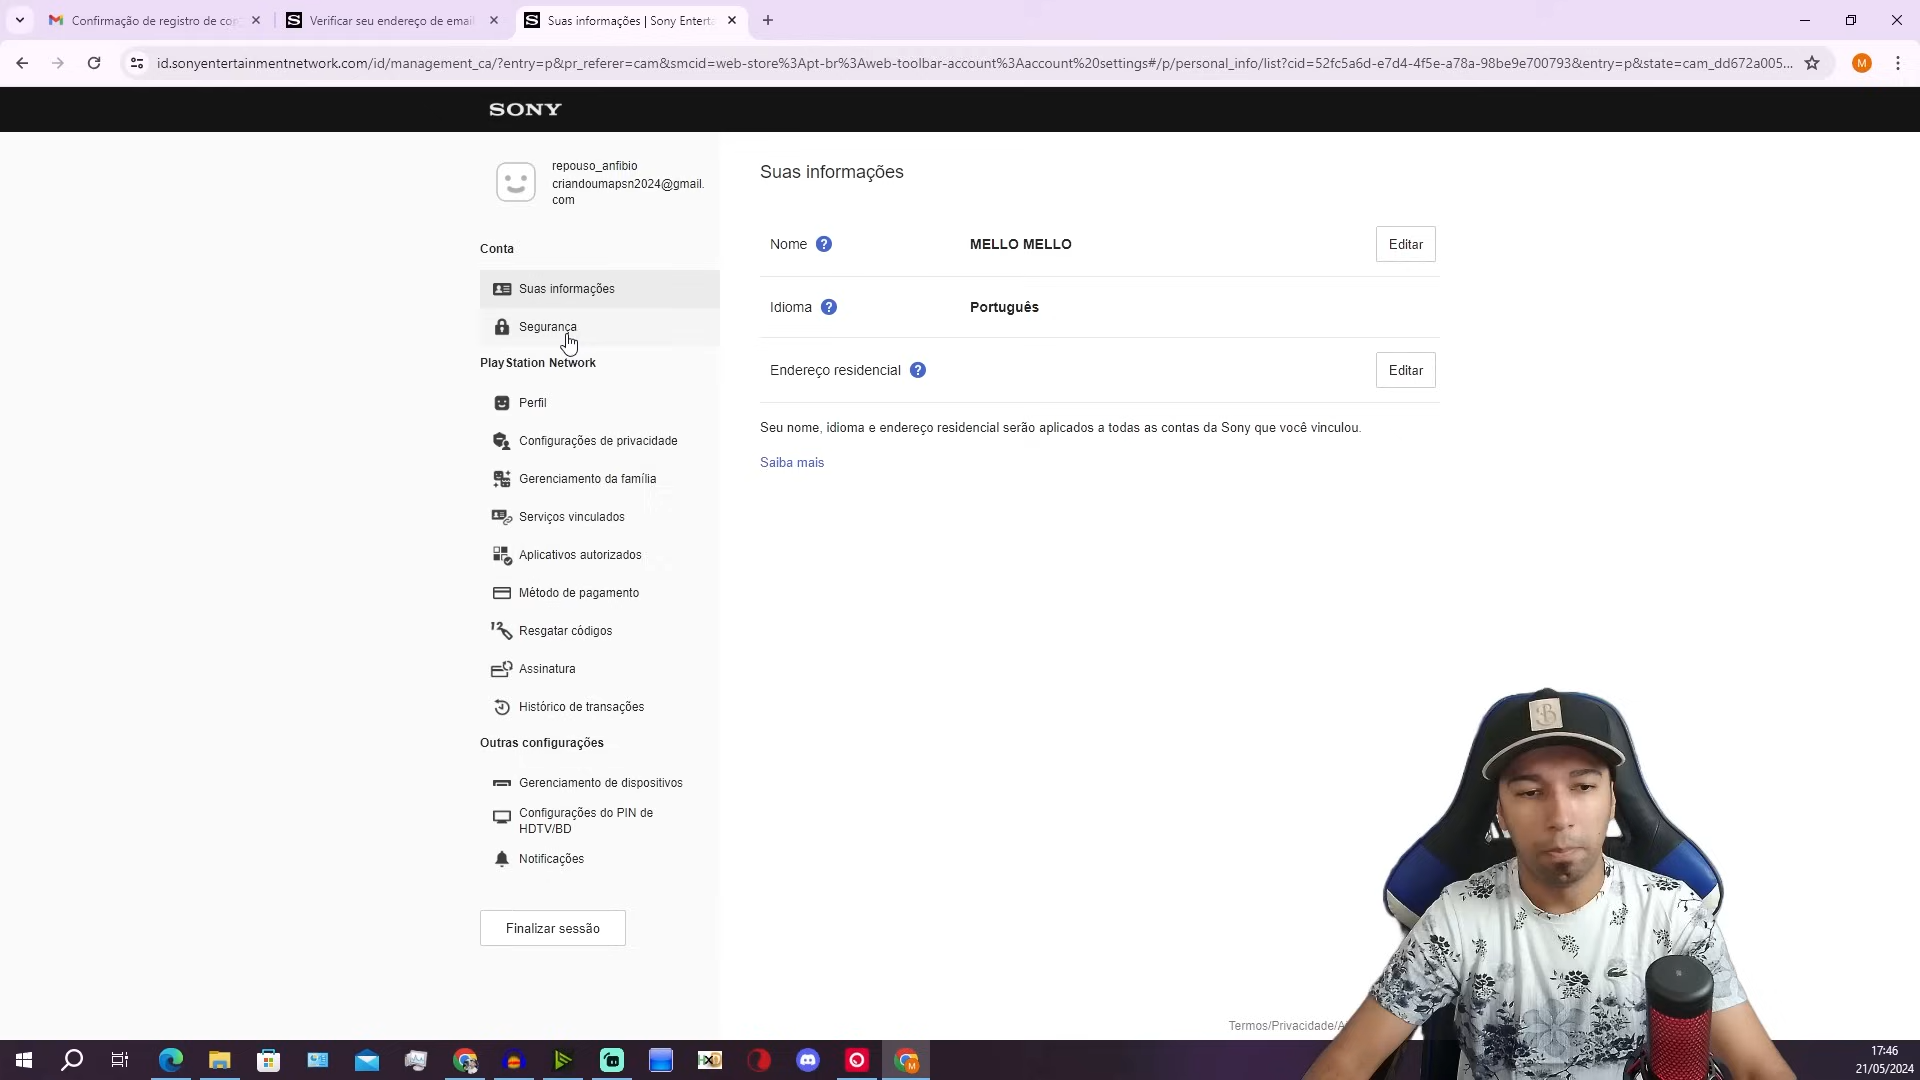 Confirmação de registro de co
Verificar seu endereço de email
Suas informações | Sony Enterta
id.sonyentertainmentnetwork.com/id/management_ca/?entry=p&pr_referer=cam&smcid=web-store%3Apt-br%3Aweb-toolbar-account%3Aaccount%20settings#/p/personal_info/list?cid=52fc5a6d-e7d4-4f5e-a78a-98be9e700793&entry=p&state=cam_dd672a005...
M
SONY
repouso_anfibio
criandoumapsn2024@gmail.
com
Conta
Suas informações
Segurança
PlayStation Network
Perfil
Configurações de privacidade
Gerenciamento da família
Serviços vinculados
Aplicativos autorizados
Método de pagamento
Resgatar códigos
Assinatura
Histórico de transações
Outras configurações
Gerenciamento de dispositivos
Configurações do PIN de
HDTV/BD
Notificações
Finalizar sessão
Suas informações
Nome ? MELLO MELLO Editar
Idioma ? Português
Endereço residencial ? Editar
Seu nome, idioma e endereço residencial serão aplicados a todas as contas da Sony que você vinculou.
Saiba mais
Termos/Privacidade/
17:46
21/05/2024